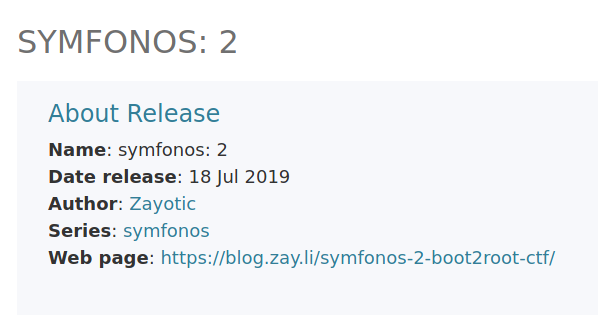 SYMFONOS: 2
About Release
Name: symfonos: 2
Date release: 18 Jul 2019
Author: Zayotic
Series: symfonos
Web page: https://blog.zay.li/symfonos-2-boot2root-ctf/